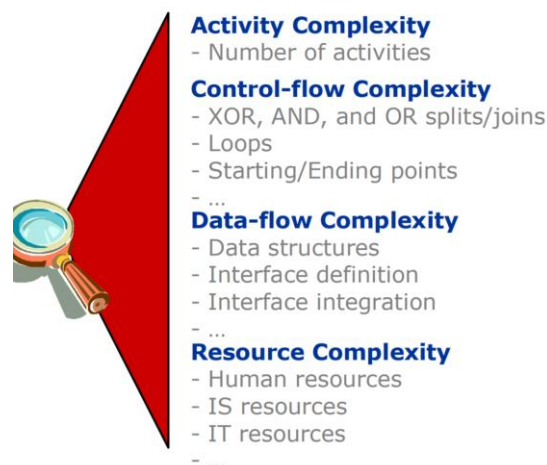 Activity Complexity
- Number of activities
Control-flow Complexity
- XOR, AND, and OR splits/joins
- Loops
- Starting/Ending points
- ...
Data-flow Complexity
- Data structures
- Interface definition
- Interface integration
- ...
Resource Complexity
- Human resources
- IS resources
- IT resources
- ...